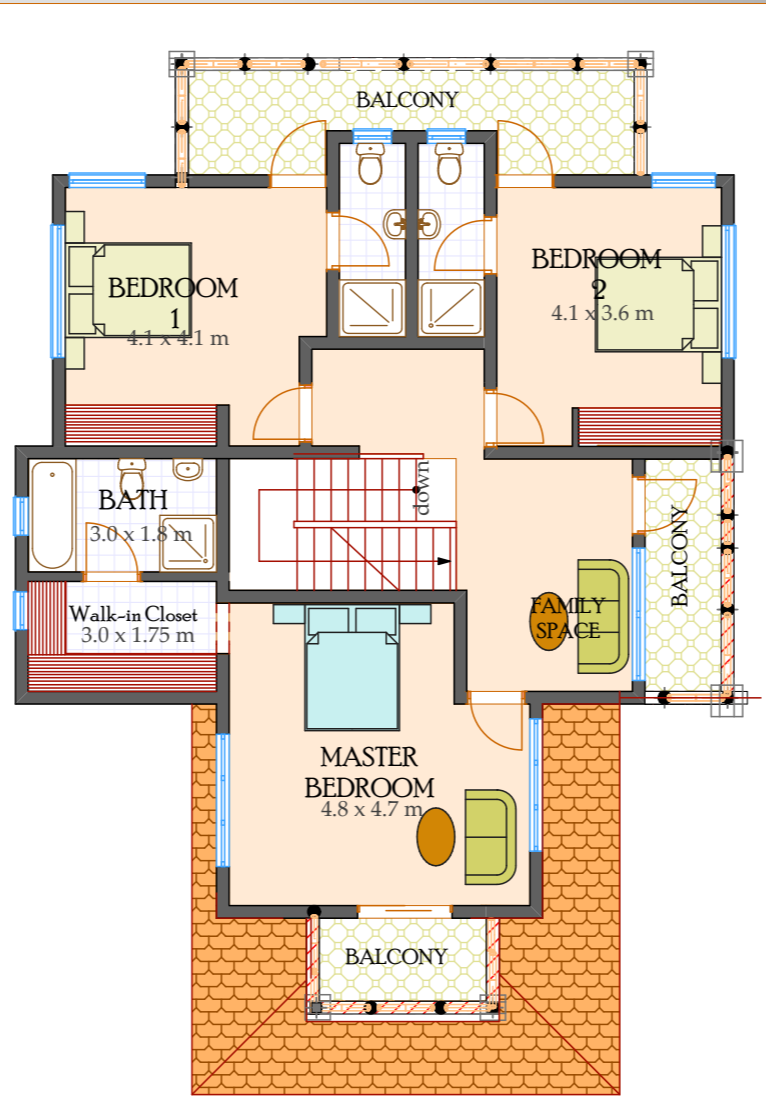 BALCONY
BEDROOM
1
4.1 x 4.1 m
BEDROOM
2
4.1 x 3.6 m
BATH
3.0 x 1.8 m
down
BALCONY
Walk-in Closet
3.0 x 1.75 m
FAMILY
SPACE
MASTER
BEDROOM
4.8 x 4.7 m
BALCONY